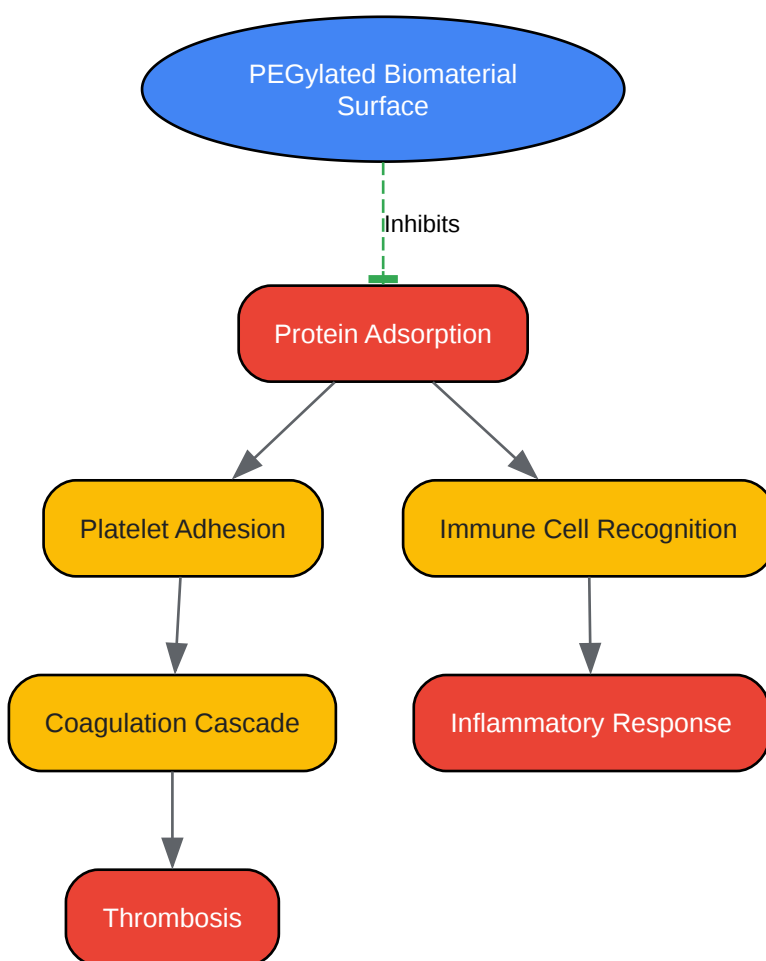 PEGylated Biomaterial
Surface
Inhibits
Protein Adsorption
Platelet Adhesion
Immune Cell Recognition
Coagulation Cascade
Inflammatory Response
Thrombosis